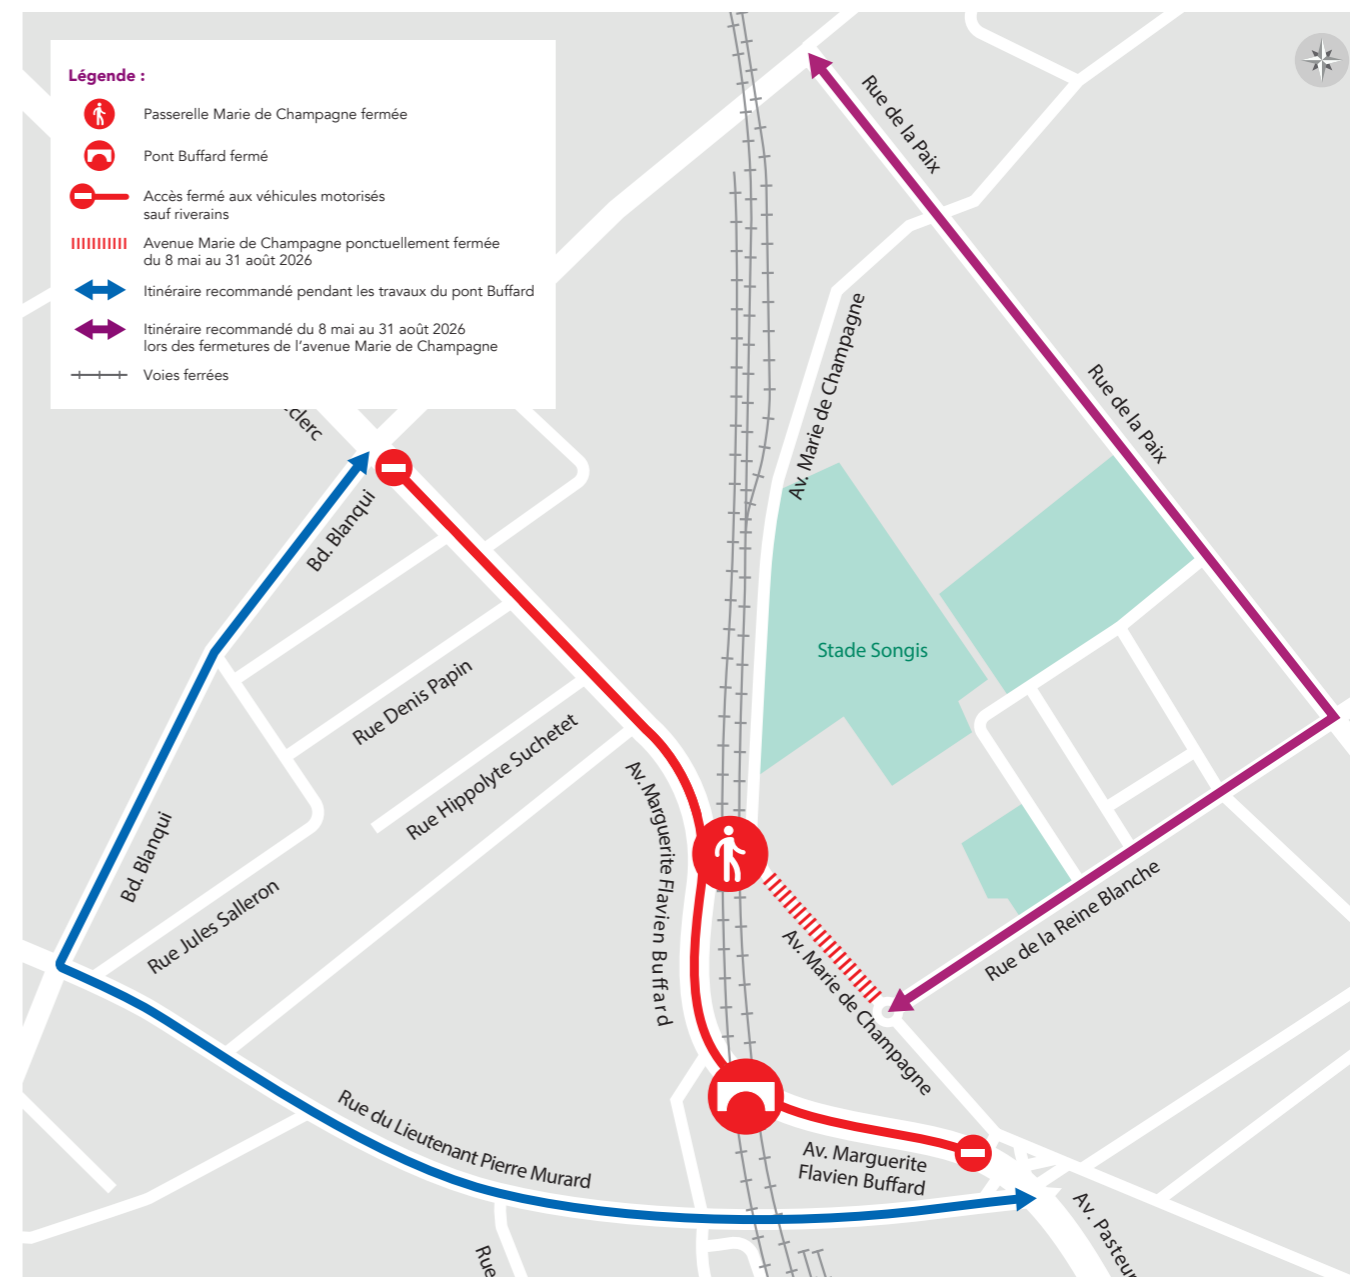 Légende :
Passerelle Marie de Champagne fermée
Pont Buffard fermé
Accès fermé aux véhicules motorisés
sauf riverains
Avenue Marie de Champagne ponctuellement fermée
du 8 mai au 31 août 2026
Itinéraire recommandé pendant les travaux du pont Buffard
Itinéraire recommandé du 8 mai au 31 août 2026
lors des fermetures de l'avenue Marie de Champagne
Voies ferrées
Rue de la Paix
Av. Marie de Champagne
Rue de la Paix
Bd. Blanqui
Stade Songis
Rue Denis Papin
Rue Hippolyte Suchetet
Av. Marguerite Flavien Buffard
Bd. Blanqui
Rue Jules Salleron
Rue de la Reine Blanche
Av. Marie de Champagne
Rue du Lieutenant Pierre Murard
Av. Marguerite
Flavien Buffard
Av. Pasteur
Rue